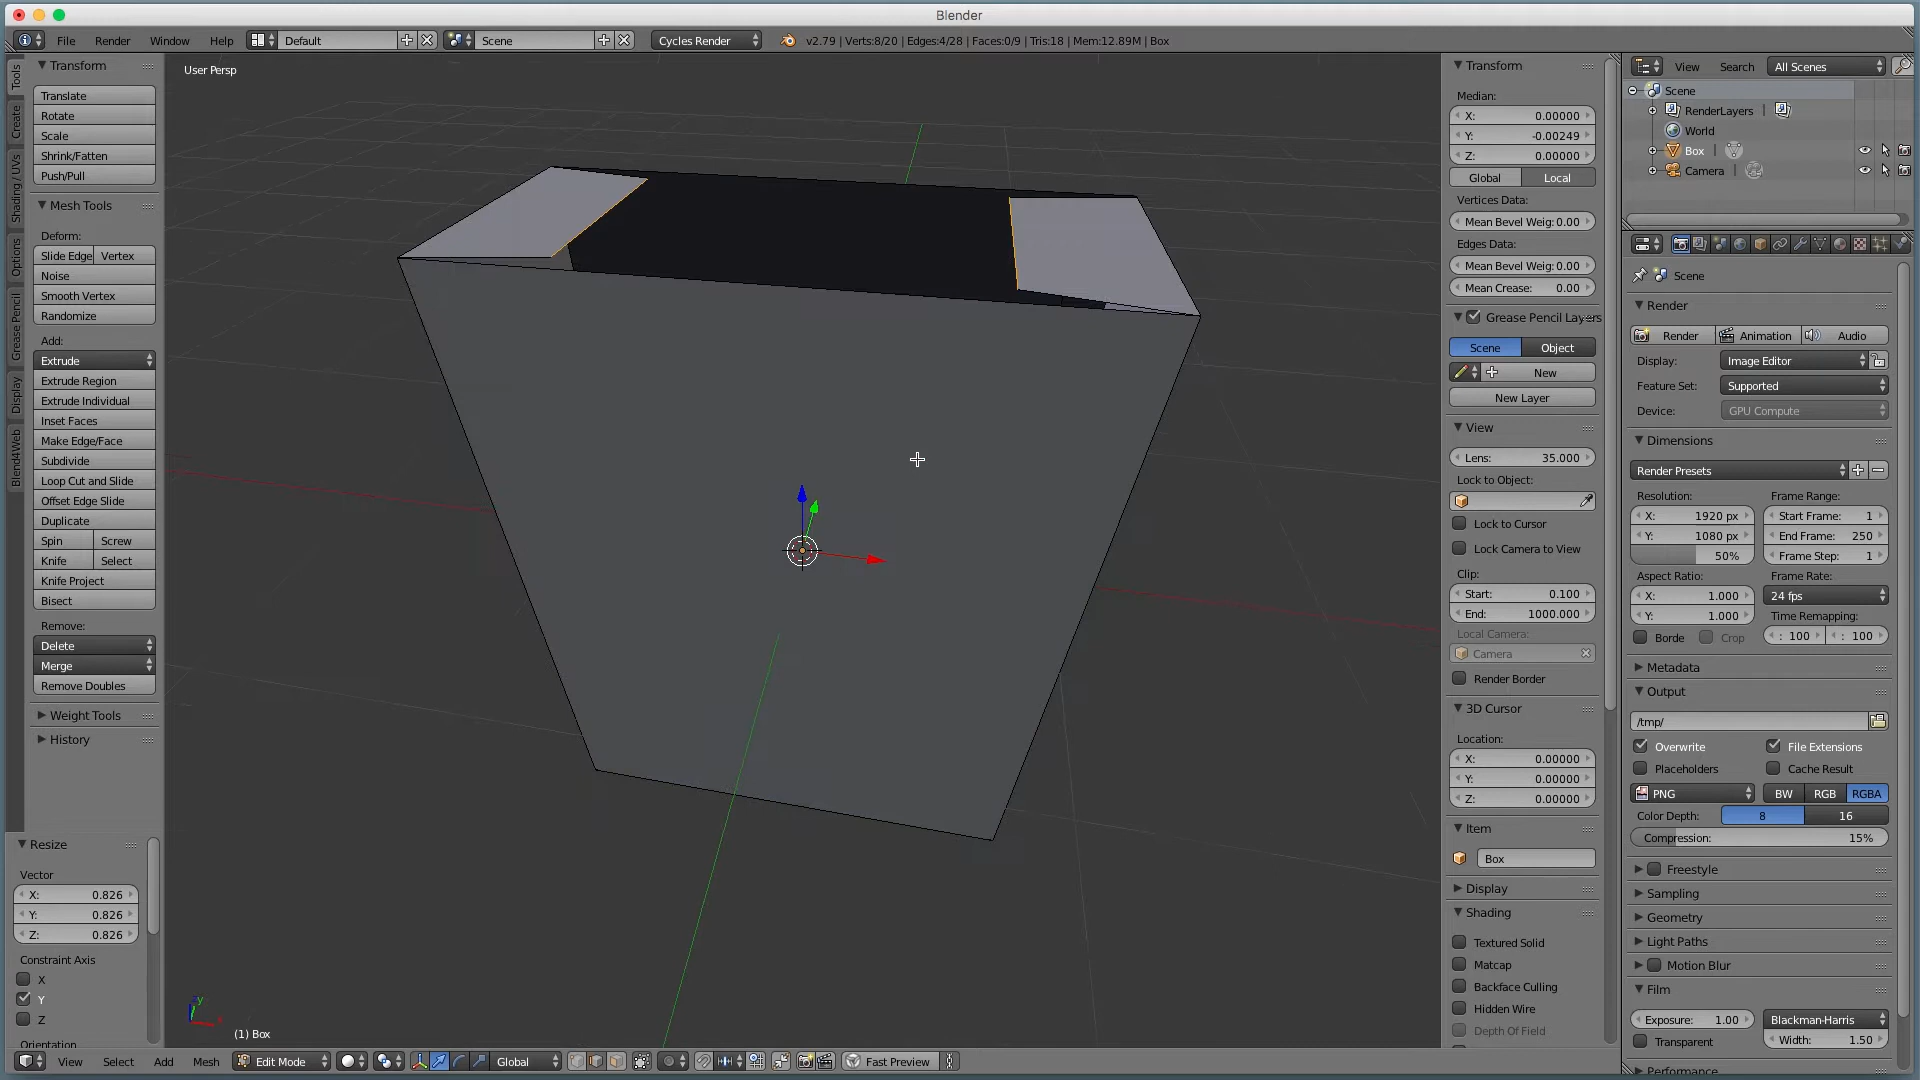 Blender
File Render Window Help Default Scene Cycles Render v2.79 | Verts:8/20 | Edges:4/28 | Faces:0/9 | Tris:18 | Mem:12.89M | Box
Tools
Create
Shading / UVs
Options
Grease Pencil
Display
Blend4Web
Transform
Translate
Rotate
Scale
Shrink/Fatten
Push/Pull
Mesh Tools
Deform:
Slide Edge Vertex
Noise
Smooth Vertex
Randomize
Add:
Extrude
Extrude Region
Extrude Individual
Inset Faces
Make Edge/Face
Subdivide
Loop Cut and Slide
Offset Edge Slide
Duplicate
Spin Screw
Knife Select
Knife Project
Bisect
Remove:
Delete
Merge
Remove Doubles
Weight Tools
History
Resize
Vector
X: 0.826
Y: 0.826
Z: 0.826
Constraint Axis
X
Y
Z
Orientation
User Persp
(1) Box
View Select Add Mesh Edit Mode Global Fast Preview
Transform
Median:
X: 0.00000
Y: -0.00249
Z: 0.00000
Global Local
Vertices Data:
Mean Bevel Weig: 0.00
Edges Data:
Mean Bevel Weig: 0.00
Mean Crease: 0.00
Grease Pencil Layers
Scene Object
New
New Layer
View
Lens: 35.000
Lock to Object:
Lock to Cursor
Lock Camera to View
Clip:
Start: 0.100
End: 1000.000
Local Camera:
Camera
Render Border
3D Cursor
Location:
X: 0.00000
Y: 0.00000
Z: 0.00000
Item
Box
Display
Shading
Textured Solid
Matcap
Backface Culling
Hidden Wire
Depth Of Field
View Search All Scenes
Scene
RenderLayers
World
Box
Camera
Scene
Render
Render Animation Audio
Display: Image Editor
Feature Set: Supported
Device: GPU Compute
Dimensions
Render Presets
Resolution: Frame Range:
X: 1920 px Start Frame: 1
Y: 1080 px End Frame: 250
50% Frame Step: 1
Aspect Ratio: Frame Rate:
X: 1.000 24 fps
Y: 1.000 Time Remapping:
Borde Crop : 100 : 100
Metadata
Output
/tmp/
Overwrite File Extensions
Placeholders Cache Result
PNG BW RGB RGBA
Color Depth: 8 16
Compression: 15%
Freestyle
Sampling
Geometry
Light Paths
Motion Blur
Film
Exposure: 1.00 Blackman-Harris
Transparent Width: 1.50
Performance